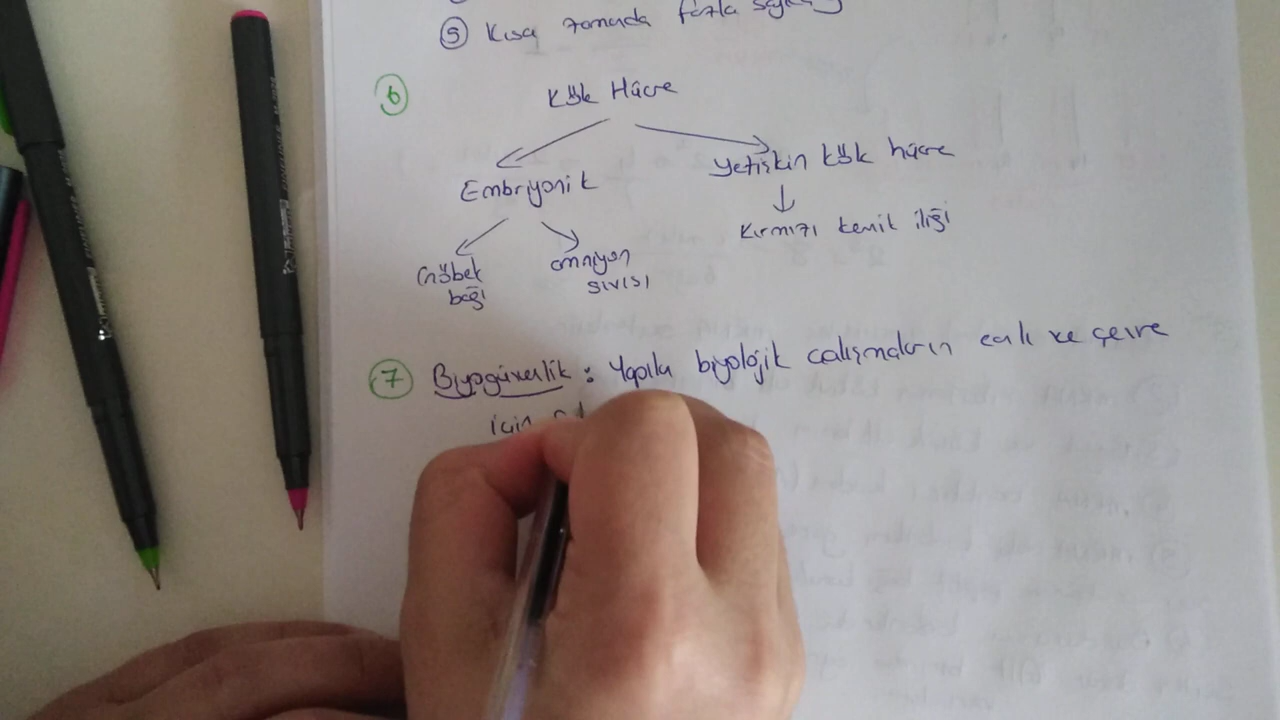 5 Kısa zamanda fazla
6 Kök Hücre
Embriyonik
Yetişkin kök hücre
Göbek bağı
amniyon sıvısı
Kırmızı kemik iliği
7 Biyogüvenlik : Yapılan biyolojik çalışmaların canlı ve çevre
için